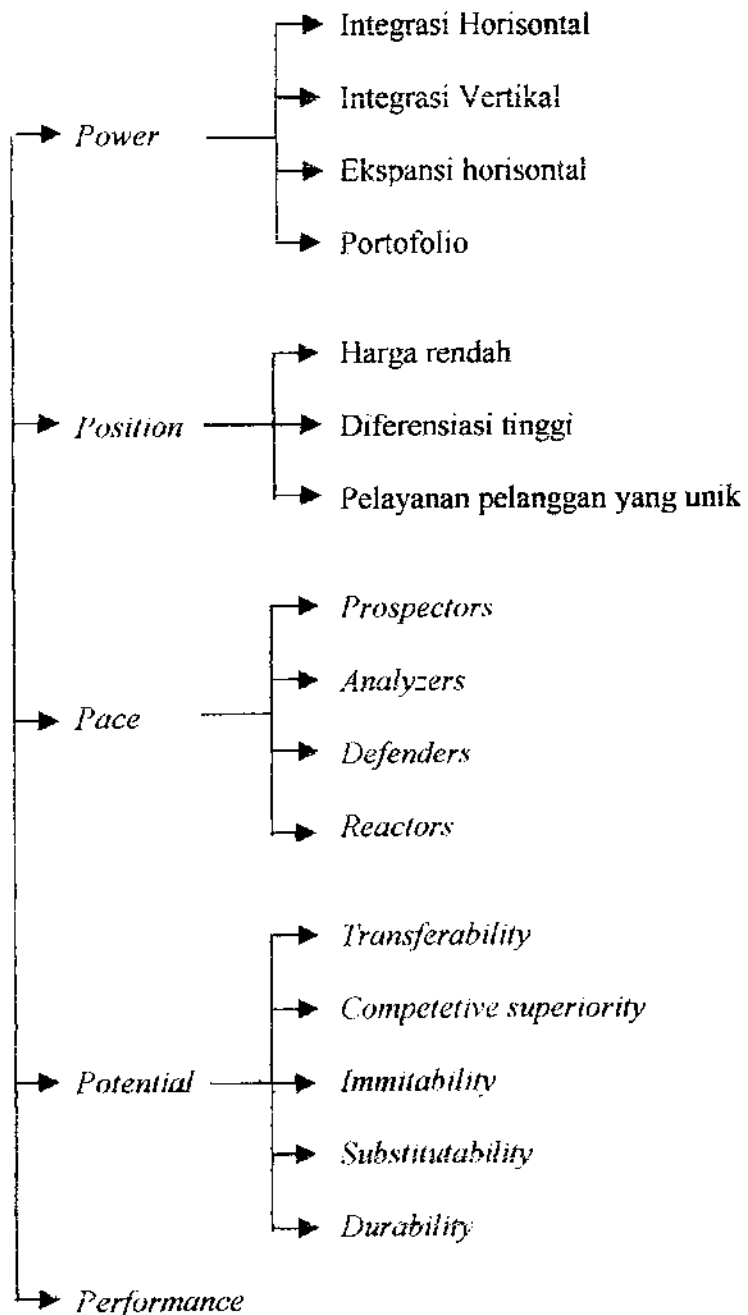 Power
Integrasi Horisontal
Integrasi Vertikal
Ekspansi horisontal
Portofolio
Position
Harga rendah
Diferensiasi tinggi
Pelayanan pelanggan yang unik
Pace
Prospectors
Analyzers
Defenders
Reactors
Potential
Transferability
Competetive superiority
Immitability
Substitutability
Durability
Performance